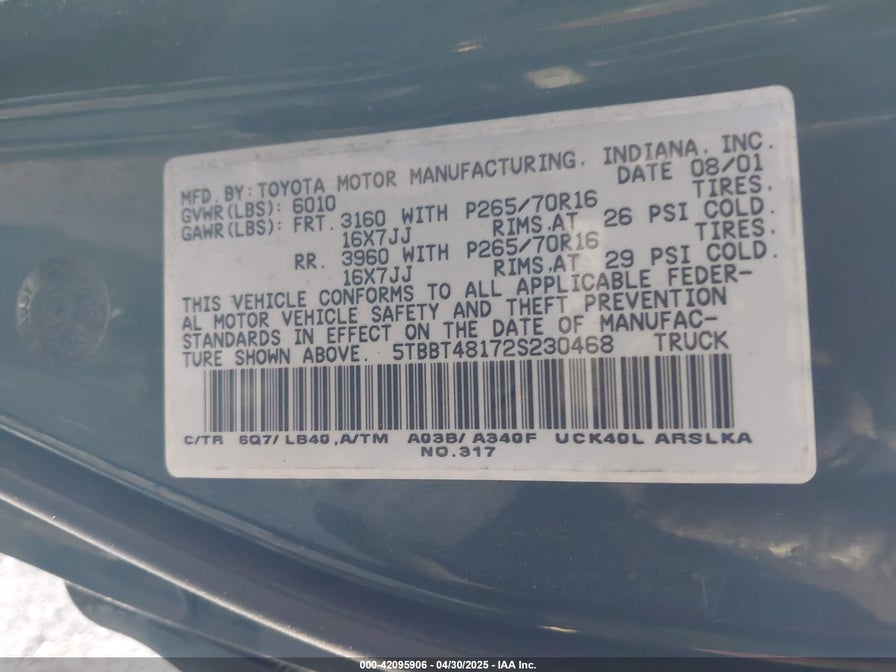 MFD. BY: TOYOTA MOTOR MANUFACTURING, INDIANA, INC.
GVWR(LBS): 6010 DATE 08/01
GAWR(LBS): FRT. 3160 WITH P265/70R16 TIRES.
16X7JJ RIMS,AT 26 PSI COLD.
RR. 3960 WITH P265/70R16 TIRES.
16X7JJ RIMS,AT 29 PSI COLD.
THIS VEHICLE CONFORMS TO ALL APPLICABLE FEDER-
AL MOTOR VEHICLE SAFETY AND THEFT PREVENTION
STANDARDS IN EFFECT ON THE DATE OF MANUFAC-
TURE SHOWN ABOVE. 5TBBT48172S230468 TRUCK
C/TR 6Q7/ LB40 ,A/TM A03B/ A340F UCK40L ARSLKA
NO.317
000-42095906 - 04/30/2025 - IAA Inc.